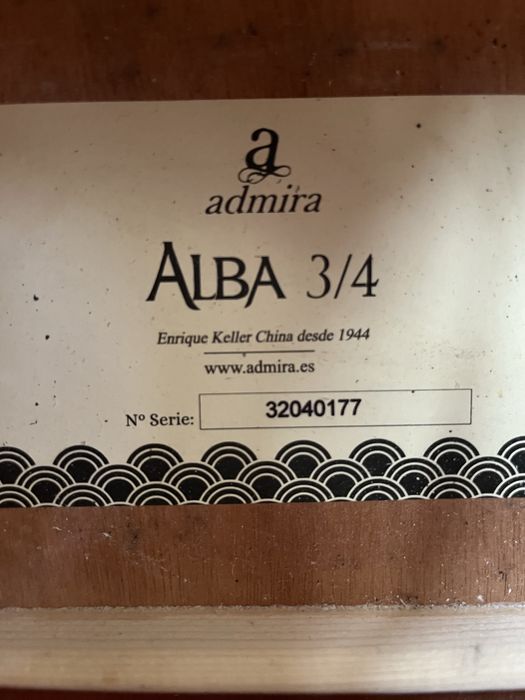 a
admira
ALBA 3/4
Enrique Keller China desde 1944
www.admira.es
Nº Serie: 32040177